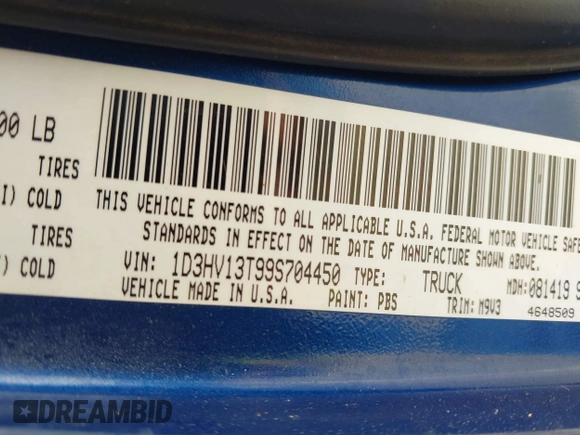 00 LB
TIRES
I) COLD
THIS VEHICLE CONFORMS TO ALL APPLICABLE U.S.A. FEDERAL MOTOR VEHICLE SAFE
TIRES
STANDARDS IN EFFECT ON THE DATE OF MANUFACTURE SHOWN ABOVE.
I) COLD
VIN: 1D3HV13T99S704450 TYPE: TRUCK MDH: 081419 9
VEHICLE MADE IN U.S.A. PAINT: PBS TRIM: M9V3
4648509
DREAMBID